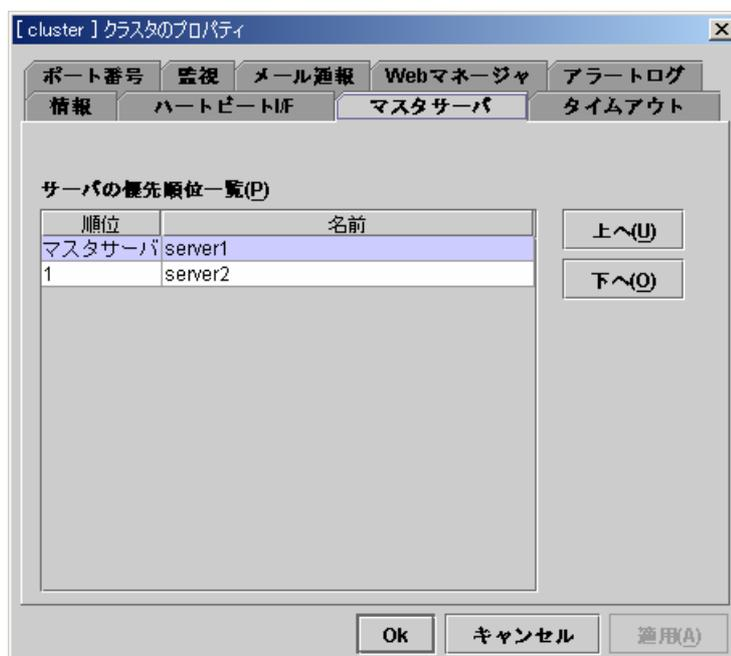 [ cluster ] クラスタのプロパティ
ポート番号 監視 メール通報 Webマネージャ アラートログ
情報 ハートビートI/F マスタサーバ タイムアウト
サーバの優先順位一覧(P)
順位 名前
マスタサーバ server1
1 server2
上へ(U)
下へ(O)
Ok キャンセル 適用(A)